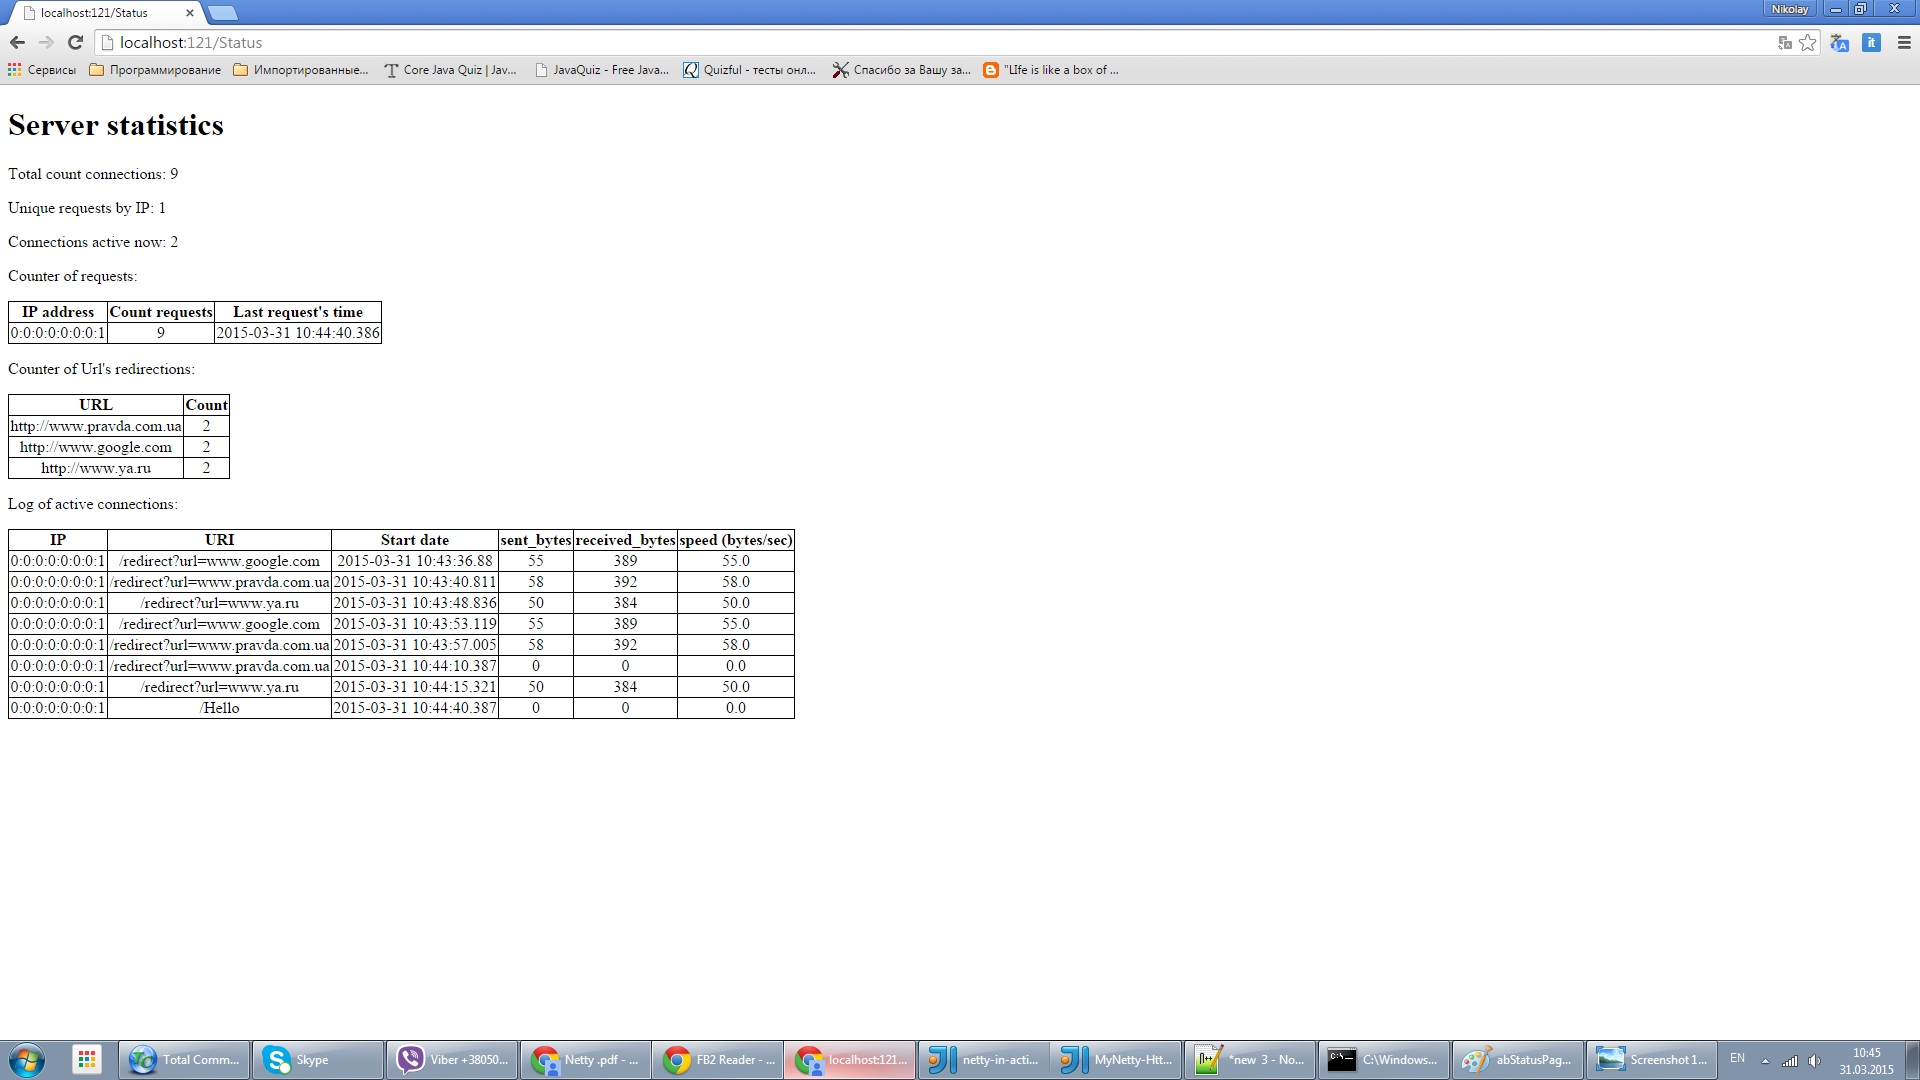 localhost:121/Status
Nikolay
localhost:121/Status
Сервисы Программирование Импортированные... Core Java Quiz | Jav... JavaQuiz - Free Java... Quizful - тесты онл... Спасибо за Вашу за... "LIfe is like a box of ...
Server statistics
Total count connections: 9
Unique requests by IP: 1
Connections active now: 2
Counter of requests:
IP address Count requests Last request's time
0:0:0:0:0:0:0:1 9 2015-03-31 10:44:40.386
Counter of Url's redirections:
URL Count
http://www.pravda.com.ua 2
http://www.google.com 2
http://www.ya.ru 2
Log of active connections:
IP URI Start date sent_bytes received_bytes speed (bytes/sec)
0:0:0:0:0:0:0:1 /redirect?url=www.google.com 2015-03-31 10:43:36.88 55 389 55.0
0:0:0:0:0:0:0:1 /redirect?url=www.pravda.com.ua 2015-03-31 10:43:40.811 58 392 58.0
0:0:0:0:0:0:0:1 /redirect?url=www.ya.ru 2015-03-31 10:43:48.836 50 384 50.0
0:0:0:0:0:0:0:1 /redirect?url=www.google.com 2015-03-31 10:43:53.119 55 389 55.0
0:0:0:0:0:0:0:1 /redirect?url=www.pravda.com.ua 2015-03-31 10:43:57.005 58 392 58.0
0:0:0:0:0:0:0:1 /redirect?url=www.pravda.com.ua 2015-03-31 10:44:10.387 0 0 0.0
0:0:0:0:0:0:0:1 /redirect?url=www.ya.ru 2015-03-31 10:44:15.321 50 384 50.0
0:0:0:0:0:0:0:1 /Hello 2015-03-31 10:44:40.387 0 0 0.0
Total Comm... Skype Viber +38050... Netty .pdf - ... FB2 Reader - ... localhost:121... netty-in-acti... MyNetty-Htt... *new 3 - No... C:\Windows... abStatusPag... Screenshot 1... EN 10:45
31.03.2015